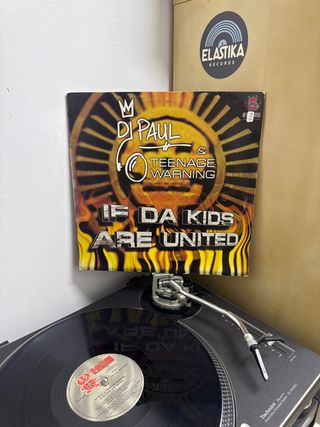 ELASTIKA
RECORDS
DJ PAUL
&
TEENAGE
WARNING
IF DA KIDS
ARE UNITED
Technics